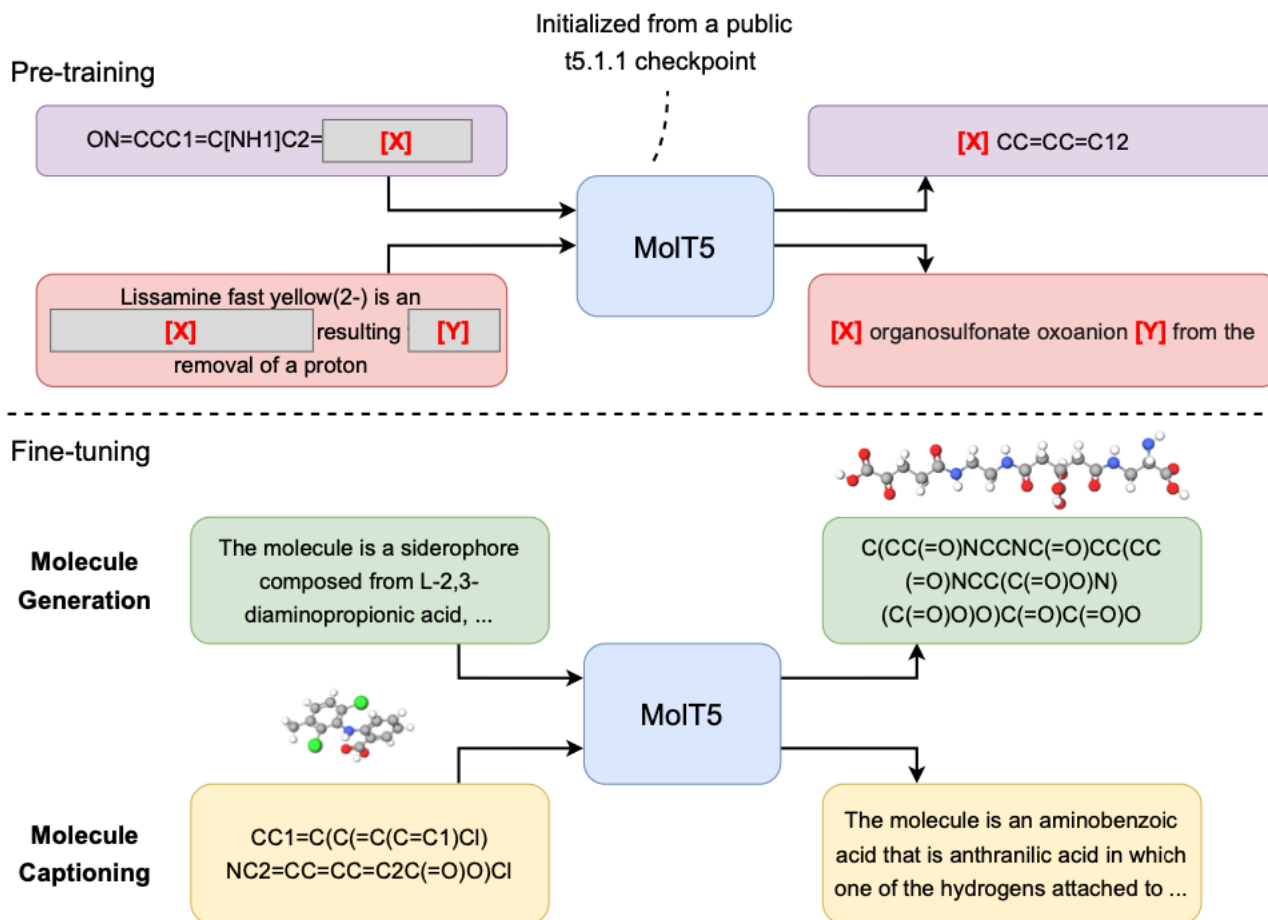 Initialized from a public
t5.1.1 checkpoint
Pre-training
ON=CCC1=C[NH1]C2= [X]
[X] CC=CC=C12
MolT5
Lissamine fast yellow(2-) is an
[X] resulting [Y]
removal of a proton
[X] organosulfonate oxoanion [Y] from the
Fine-tuning
Molecule
Generation
The molecule is a siderophore
composed from L-2,3-
diaminopropionic acid, ...
C(CC(=O)NCCNC(=O)CC(CC
(=O)NCC(C(=O)O)N)
(C(=O)O)O)C(=O)C(=O)O
MolT5
Molecule
Captioning
CC1=C(C(=C(C=C1)Cl)
NC2=CC=CC=C2C(=O)O)Cl
The molecule is an aminobenzoic
acid that is anthranilic acid in which
one of the hydrogens attached to ...